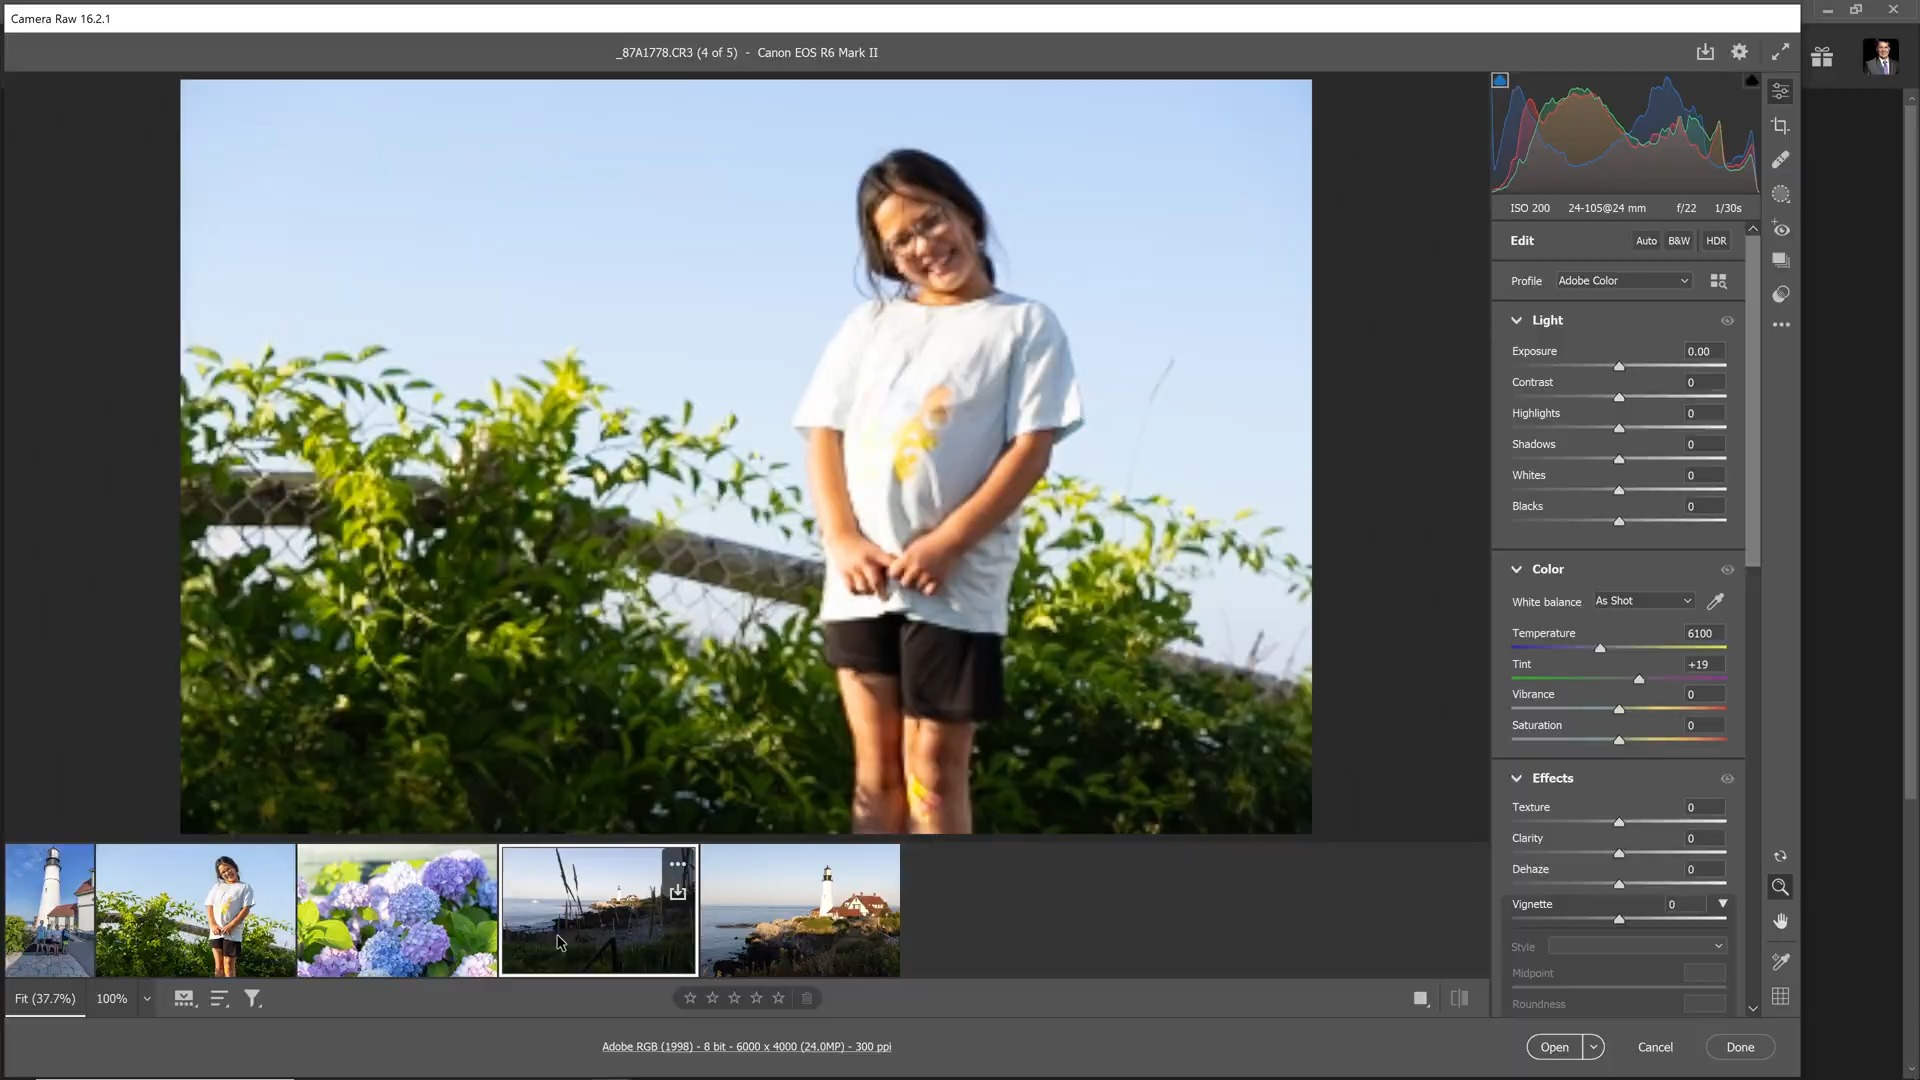 Camera Raw 16.2.1
_87A1778.CR3 (4 of 5) - Canon EOS R6 Mark II
ISO 200 24-105@24 mm f/22 1/30s
Edit Auto B&W HDR
Profile Adobe Color
Light
Exposure 0.00
Contrast 0
Highlights 0
Shadows 0
Whites 0
Blacks 0
Color
White balance As Shot
Temperature 6100
Tint +19
Vibrance 0
Saturation 0
Effects
Texture 0
Clarity 0
Dehaze 0
Vignette 0
Style
Midpoint
Roundness
Fit (37.7%) 100%
Adobe RGB (1998) - 8 bit - 6000 x 4000 (24.0MP) - 300 ppi
Open Cancel Done